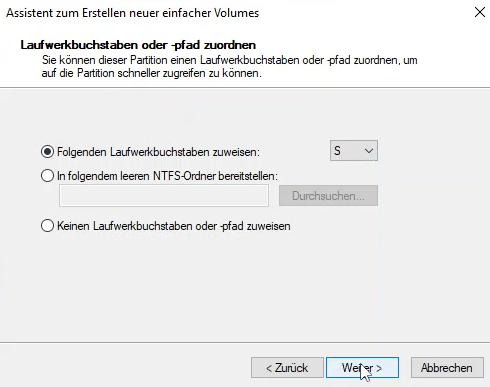 Assistent zum Erstellen neuer einfacher Volumes
Laufwerkbuchstaben oder -pfad zuordnen
Sie können dieser Partition einen Laufwerkbuchstaben oder -pfad zuordnen, um
auf die Partition schneller zugreifen zu können.
Folgenden Laufwerkbuchstaben zuweisen: S
In folgendem leeren NTFS-Ordner bereitstellen:
Durchsuchen...
Keinen Laufwerkbuchstaben oder -pfad zuweisen
< Zurück Weiter > Abbrechen